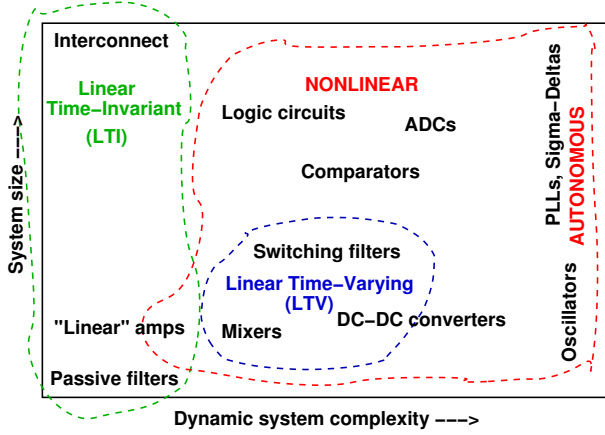 Interconnect
Linear
Time-Invariant
(LTI)
NONLINEAR
Logic circuits
ADCs
Comparators
PLLs, Sigma-Deltas
AUTONOMOUS
System size --->
Switching filters
Linear Time-Varying
(LTV)
"Linear" amps
Mixers
DC-DC converters
Oscillators
Passive filters
Dynamic system complexity --->